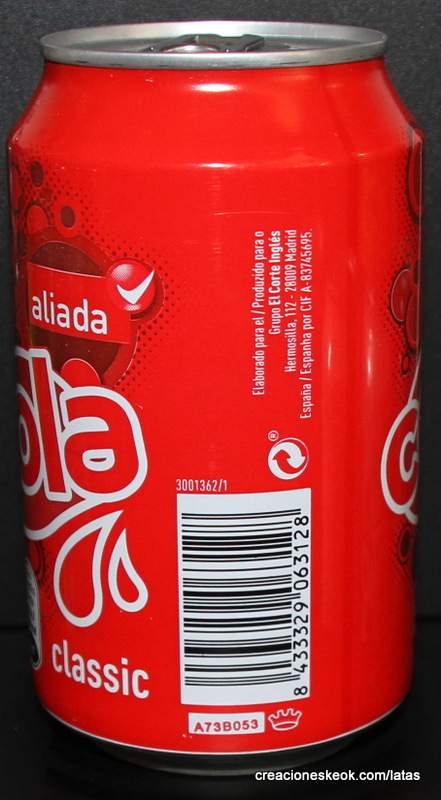 aliada
ola
classic
Elaborado para el / Produzido para o
Grupo El Corte Inglés
Hermosilla, 112 - 28009 Madrid
España / Espanha por CIF A-83745695.
®
3001362/1
8 433329 063128
A73B053
c
creacioneskeok.com/latas